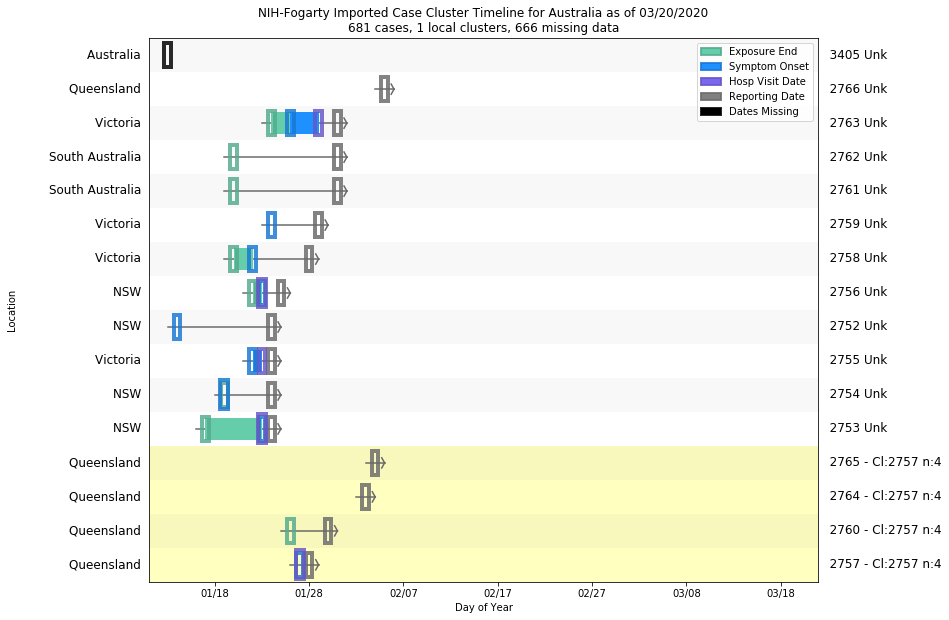 NIH-Fogarty Imported Case Cluster Timeline for Australia as of 03/20/2020
681 cases, 1 local clusters, 666 missing data
Exposure End
Symptom Onset
Hosp Visit Date
Reporting Date
Dates Missing
Location
Australia 3405 Unk
Queensland 2766 Unk
Victoria 2763 Unk
South Australia 2762 Unk
South Australia 2761 Unk
Victoria 2759 Unk
Victoria 2758 Unk
NSW 2756 Unk
NSW 2752 Unk
Victoria 2755 Unk
NSW 2754 Unk
NSW 2753 Unk
Queensland 2765 - Cl:2757 n:4
Queensland 2764 - Cl:2757 n:4
Queensland 2760 - Cl:2757 n:4
Queensland 2757 - Cl:2757 n:4
01/18 01/28 02/07 02/17 02/27 03/08 03/18
Day of Year